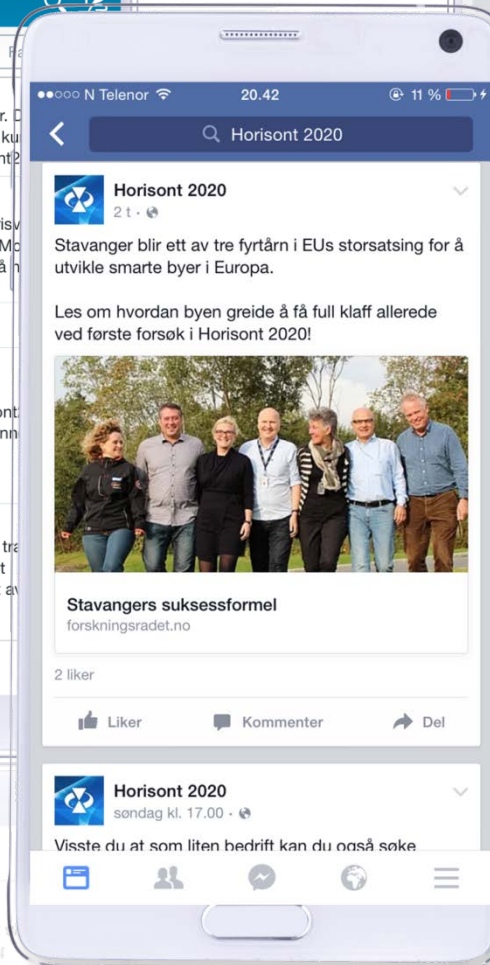 N Telenor 20.42 11 %
Horisont 2020
Horisont 2020
2 t ·
Stavanger blir ett av tre fyrtårn i EUs storsatsing for å
utvikle smarte byer i Europa.
Les om hvordan byen greide å få full klaff allerede
ved første forsøk i Horisont 2020!
Stavangers suksessformel
forskningsradet.no
2 liker
Liker Kommenter Del
Horisont 2020
søndag kl. 17.00 ·
Visste du at som liten bedrift kan du også søke